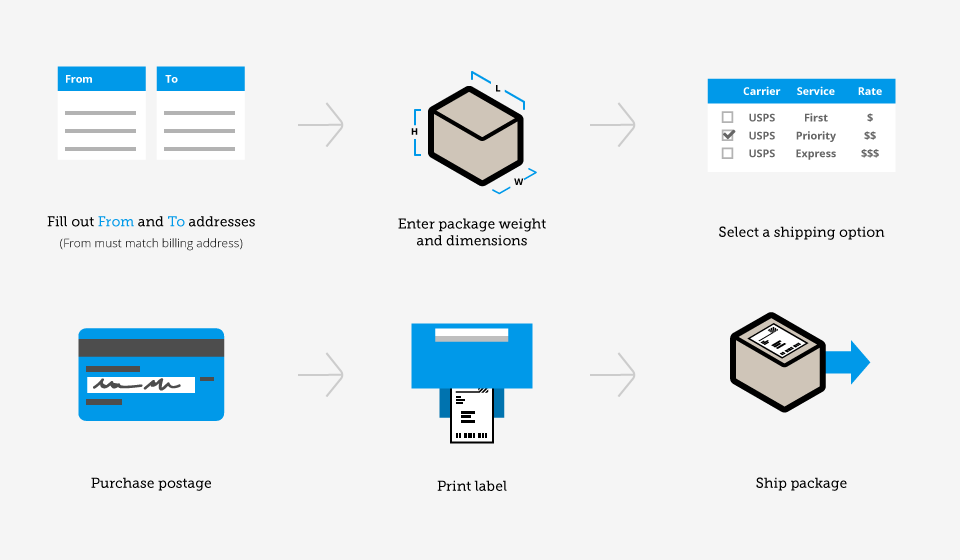 From
To
L
H
W
Carrier Service Rate
USPS First $
USPS Priority $$
USPS Express $$$
Fill out From and To addresses
(From must match billing address)
Enter package weight
and dimensions
Select a shipping option
Purchase postage
Print label
Ship package